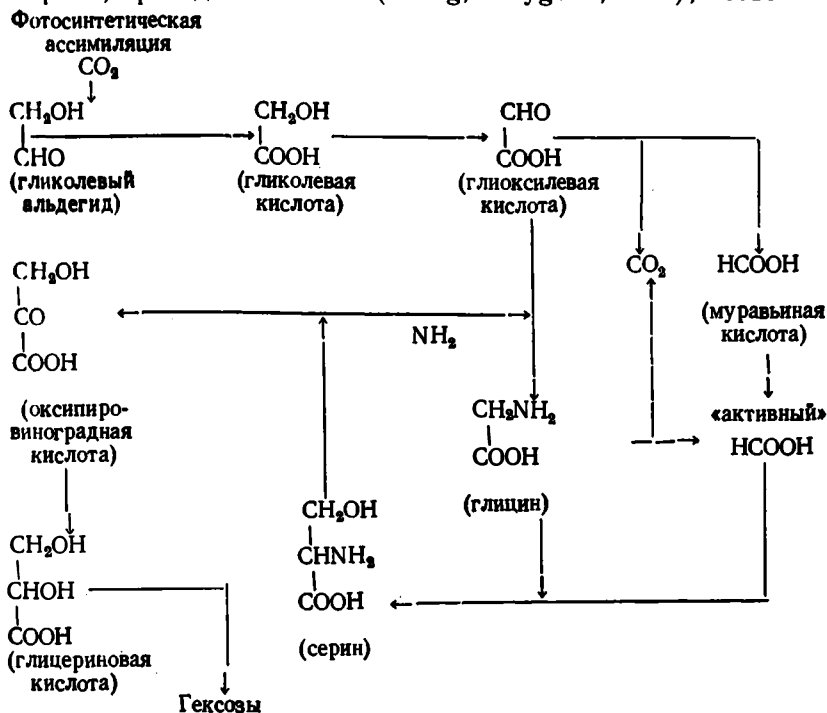 Фотосинтетическая
ассимиляция
CO₂
CH₂OH
CHO
(гликолевый
альдегид)
CH₂OH
COOH
(гликолевая
кислота)
CHO
COOH
(глиоксилевая
кислота)
CO₂
HCOOH
(муравьиная
кислота)
«активный»
HCOOH
CH₂OH
CO
COOH
(оксипиро-
виноградная
кислота)
NH₂
CH₂NH₂
COOH
(глицин)
CH₂OH
CHNH₂
COOH
(серин)
CH₂OH
CHOH
COOH
(глицериновая
кислота)
Гексозы